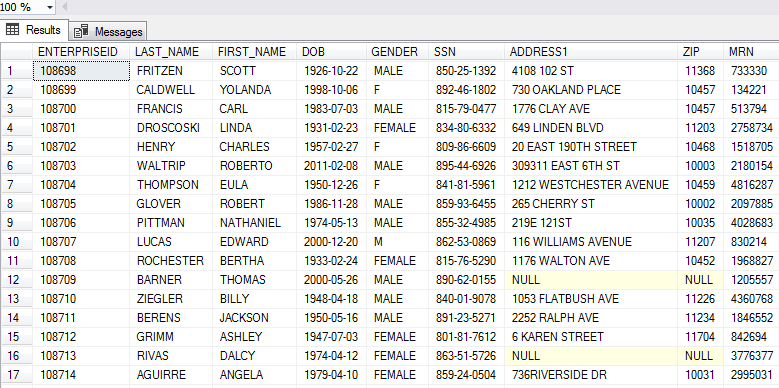 100 %
Results Messages
ENTERPRISEID LAST_NAME FIRST_NAME DOB GENDER SSN ADDRESS1 ZIP MRN
1 108698 FRITZEN SCOTT 1926-10-22 MALE 850-25-1392 4108 102 ST 11368 733330
2 108699 CALDWELL YOLANDA 1998-10-06 F 892-46-1802 730 OAKLAND PLACE 10457 134221
3 108700 FRANCIS CARL 1983-07-03 MALE 815-79-0477 1776 CLAY AVE 10457 513794
4 108701 DROSCOSKI LINDA 1931-02-23 FEMALE 834-80-6332 649 LINDEN BLVD 11203 2758734
5 108702 HENRY CHARLES 1957-02-27 F 809-86-6609 20 EAST 190TH STREET 10468 1518705
6 108703 WALTRIP ROBERTO 2011-02-08 MALE 895-44-6926 309311 EAST 6TH ST 10003 2180154
7 108704 THOMPSON EULA 1950-12-26 F 841-81-5961 1212 WESTCHESTER AVENUE 10459 4816287
8 108705 GLOVER ROBERT 1986-11-28 MALE 859-93-6455 265 CHERRY ST 10002 2097885
9 108706 PITTMAN NATHANIEL 1974-05-13 MALE 855-32-4985 219E 121ST 10035 4028683
10 108707 LUCAS EDWARD 2000-12-20 M 862-53-0869 116 WILLIAMS AVENUE 11207 830214
11 108708 ROCHESTER BERTHA 1933-02-24 FEMALE 815-76-5290 1176 WALTON AVE 10452 1968827
12 108709 BARNER THOMAS 2000-05-26 MALE 890-62-0155 NULL NULL 1205557
13 108710 ZIEGLER BILLY 1948-04-18 MALE 840-01-9078 1053 FLATBUSH AVE 11226 4360768
14 108711 BERENS JACKSON 1950-05-16 MALE 891-23-5271 2252 RALPH AVE 11234 1846552
15 108712 GRIMM ASHLEY 1947-07-03 FEMALE 801-81-7612 6 KAREN STREET 11704 842694
16 108713 RIVAS DALCY 1974-04-12 FEMALE 863-51-5726 NULL NULL 3776377
17 108714 AGUIRRE ANGELA 1979-04-10 FEMALE 859-24-0504 736RIVERSIDE DR 10031 2995031